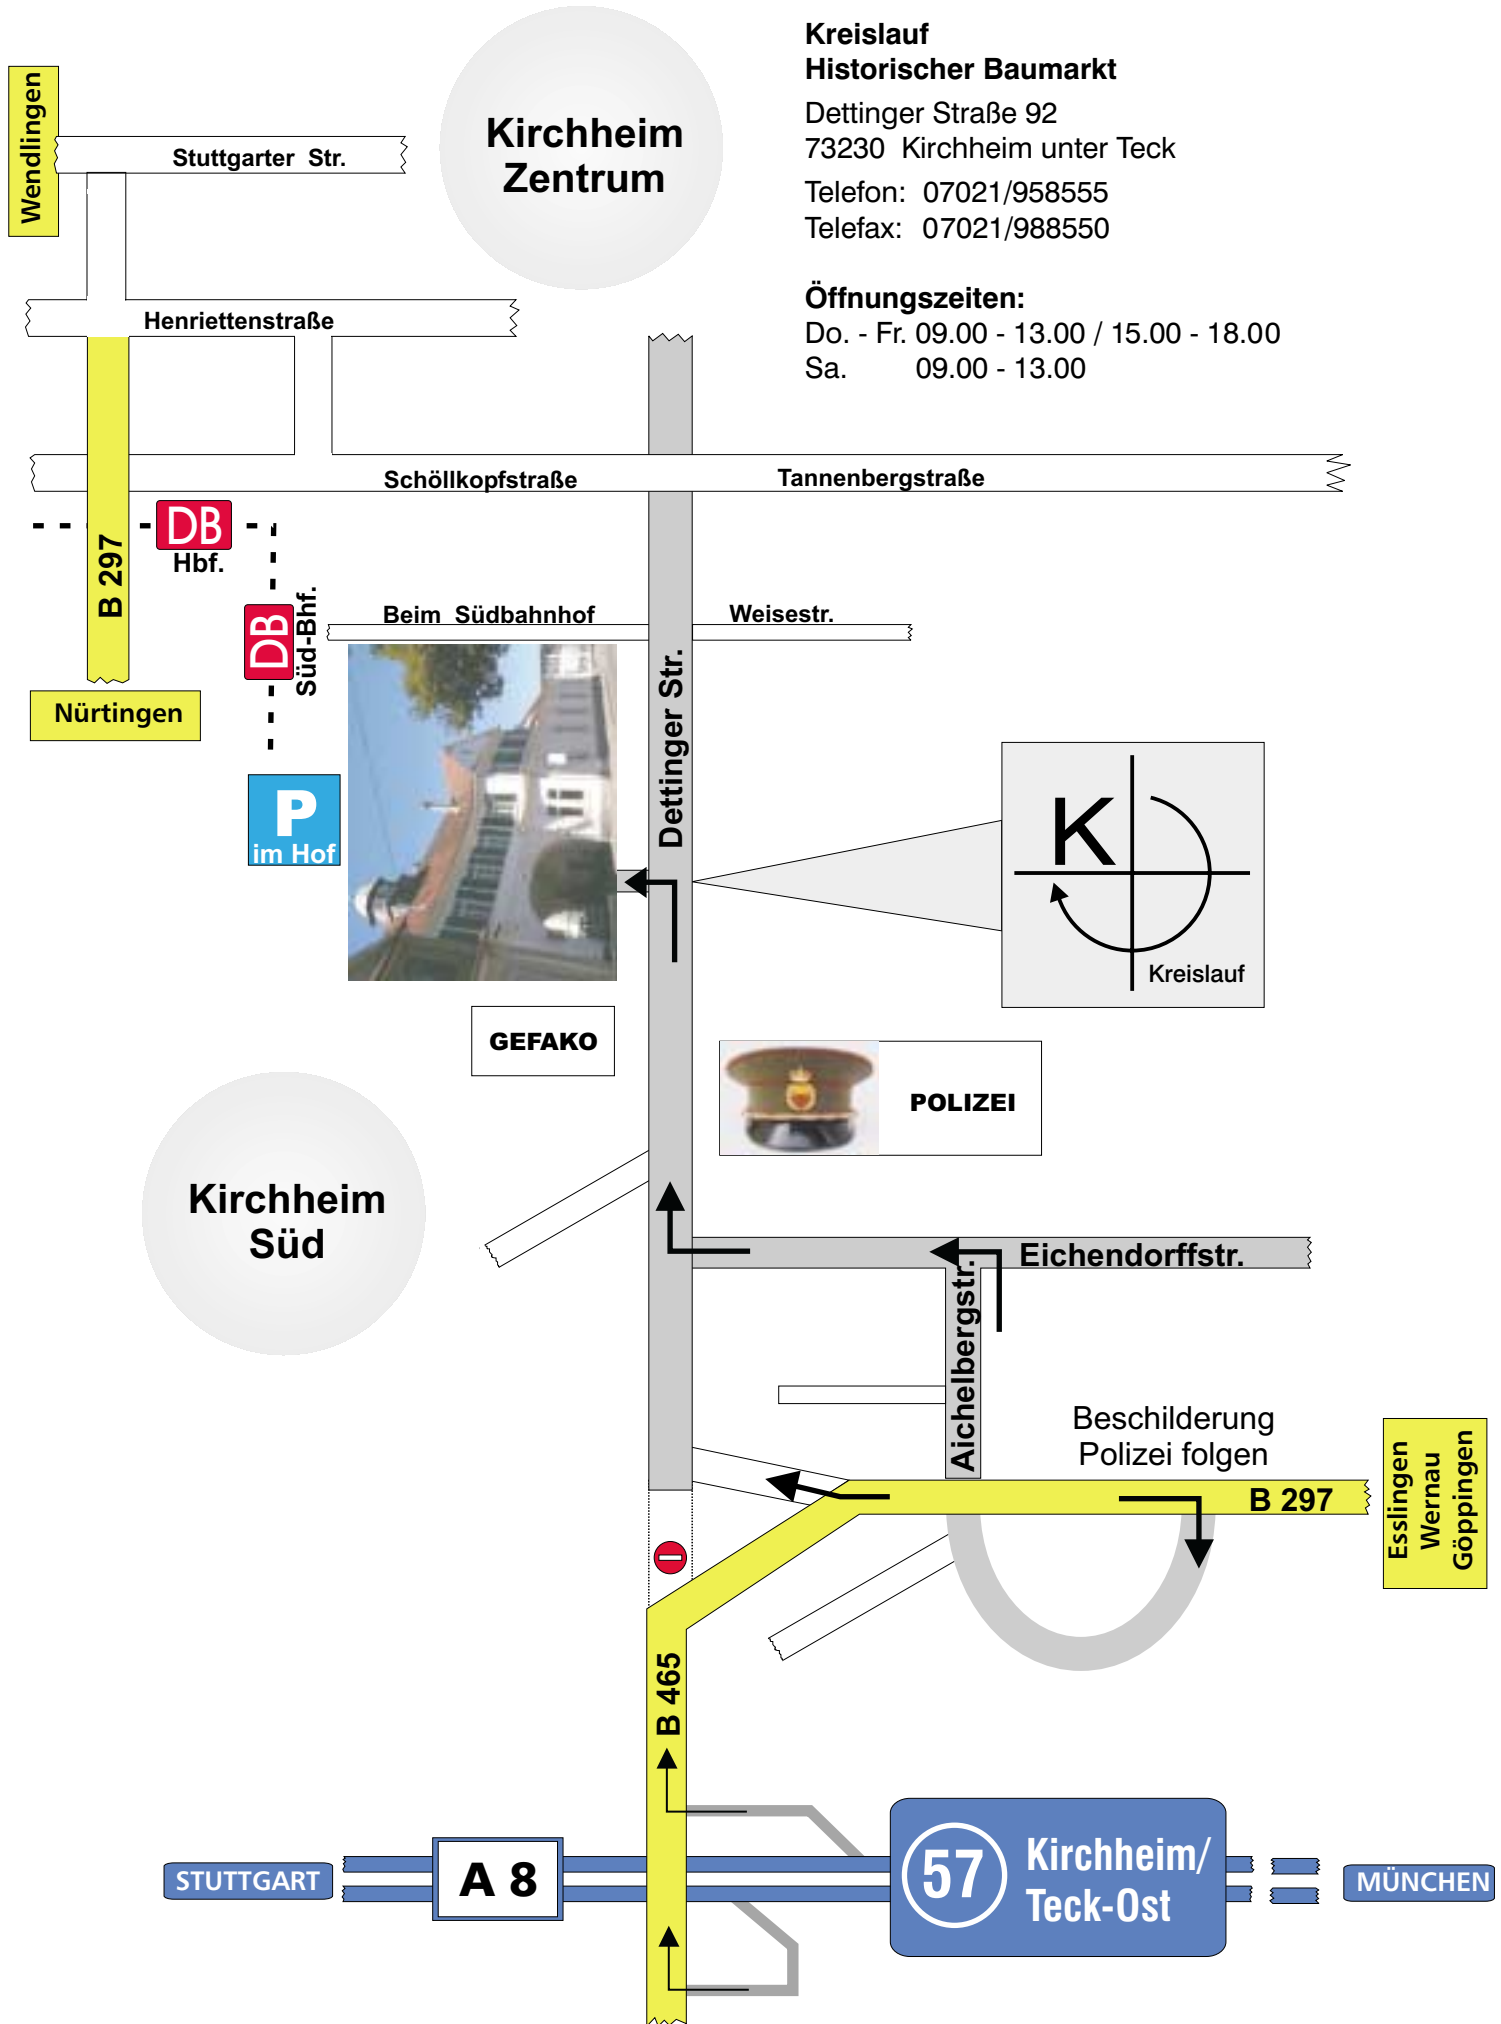 Kreislauf
Historischer Baumarkt
Dettinger Straße 92
73230 Kirchheim unter Teck
Telefon: 07021/958555
Telefax: 07021/988550
Öffnungszeiten:
Do. - Fr. 09.00 - 13.00 / 15.00 - 18.00
Sa. 09.00 - 13.00
Kirchheim
Zentrum
Wendlingen
Stuttgarter Str.
Henriettenstraße
Schöllkopfstraße
Tannenbergstraße
DB
Hbf.
B 297
DB
Süd-Bhf.
Beim Südbahnhof
Weisestr.
Nürtingen
Dettinger Str.
P
im Hof
K
Kreislauf
GEFAKO
POLIZEI
Kirchheim
Süd
Eichendorffstr.
Aichelbergstr.
Beschilderung
Polizei folgen
B 297
Esslingen
Wernau
Göppingen
B 465
STUTTGART
A 8
57
Kirchheim/
Teck-Ost
MÜNCHEN